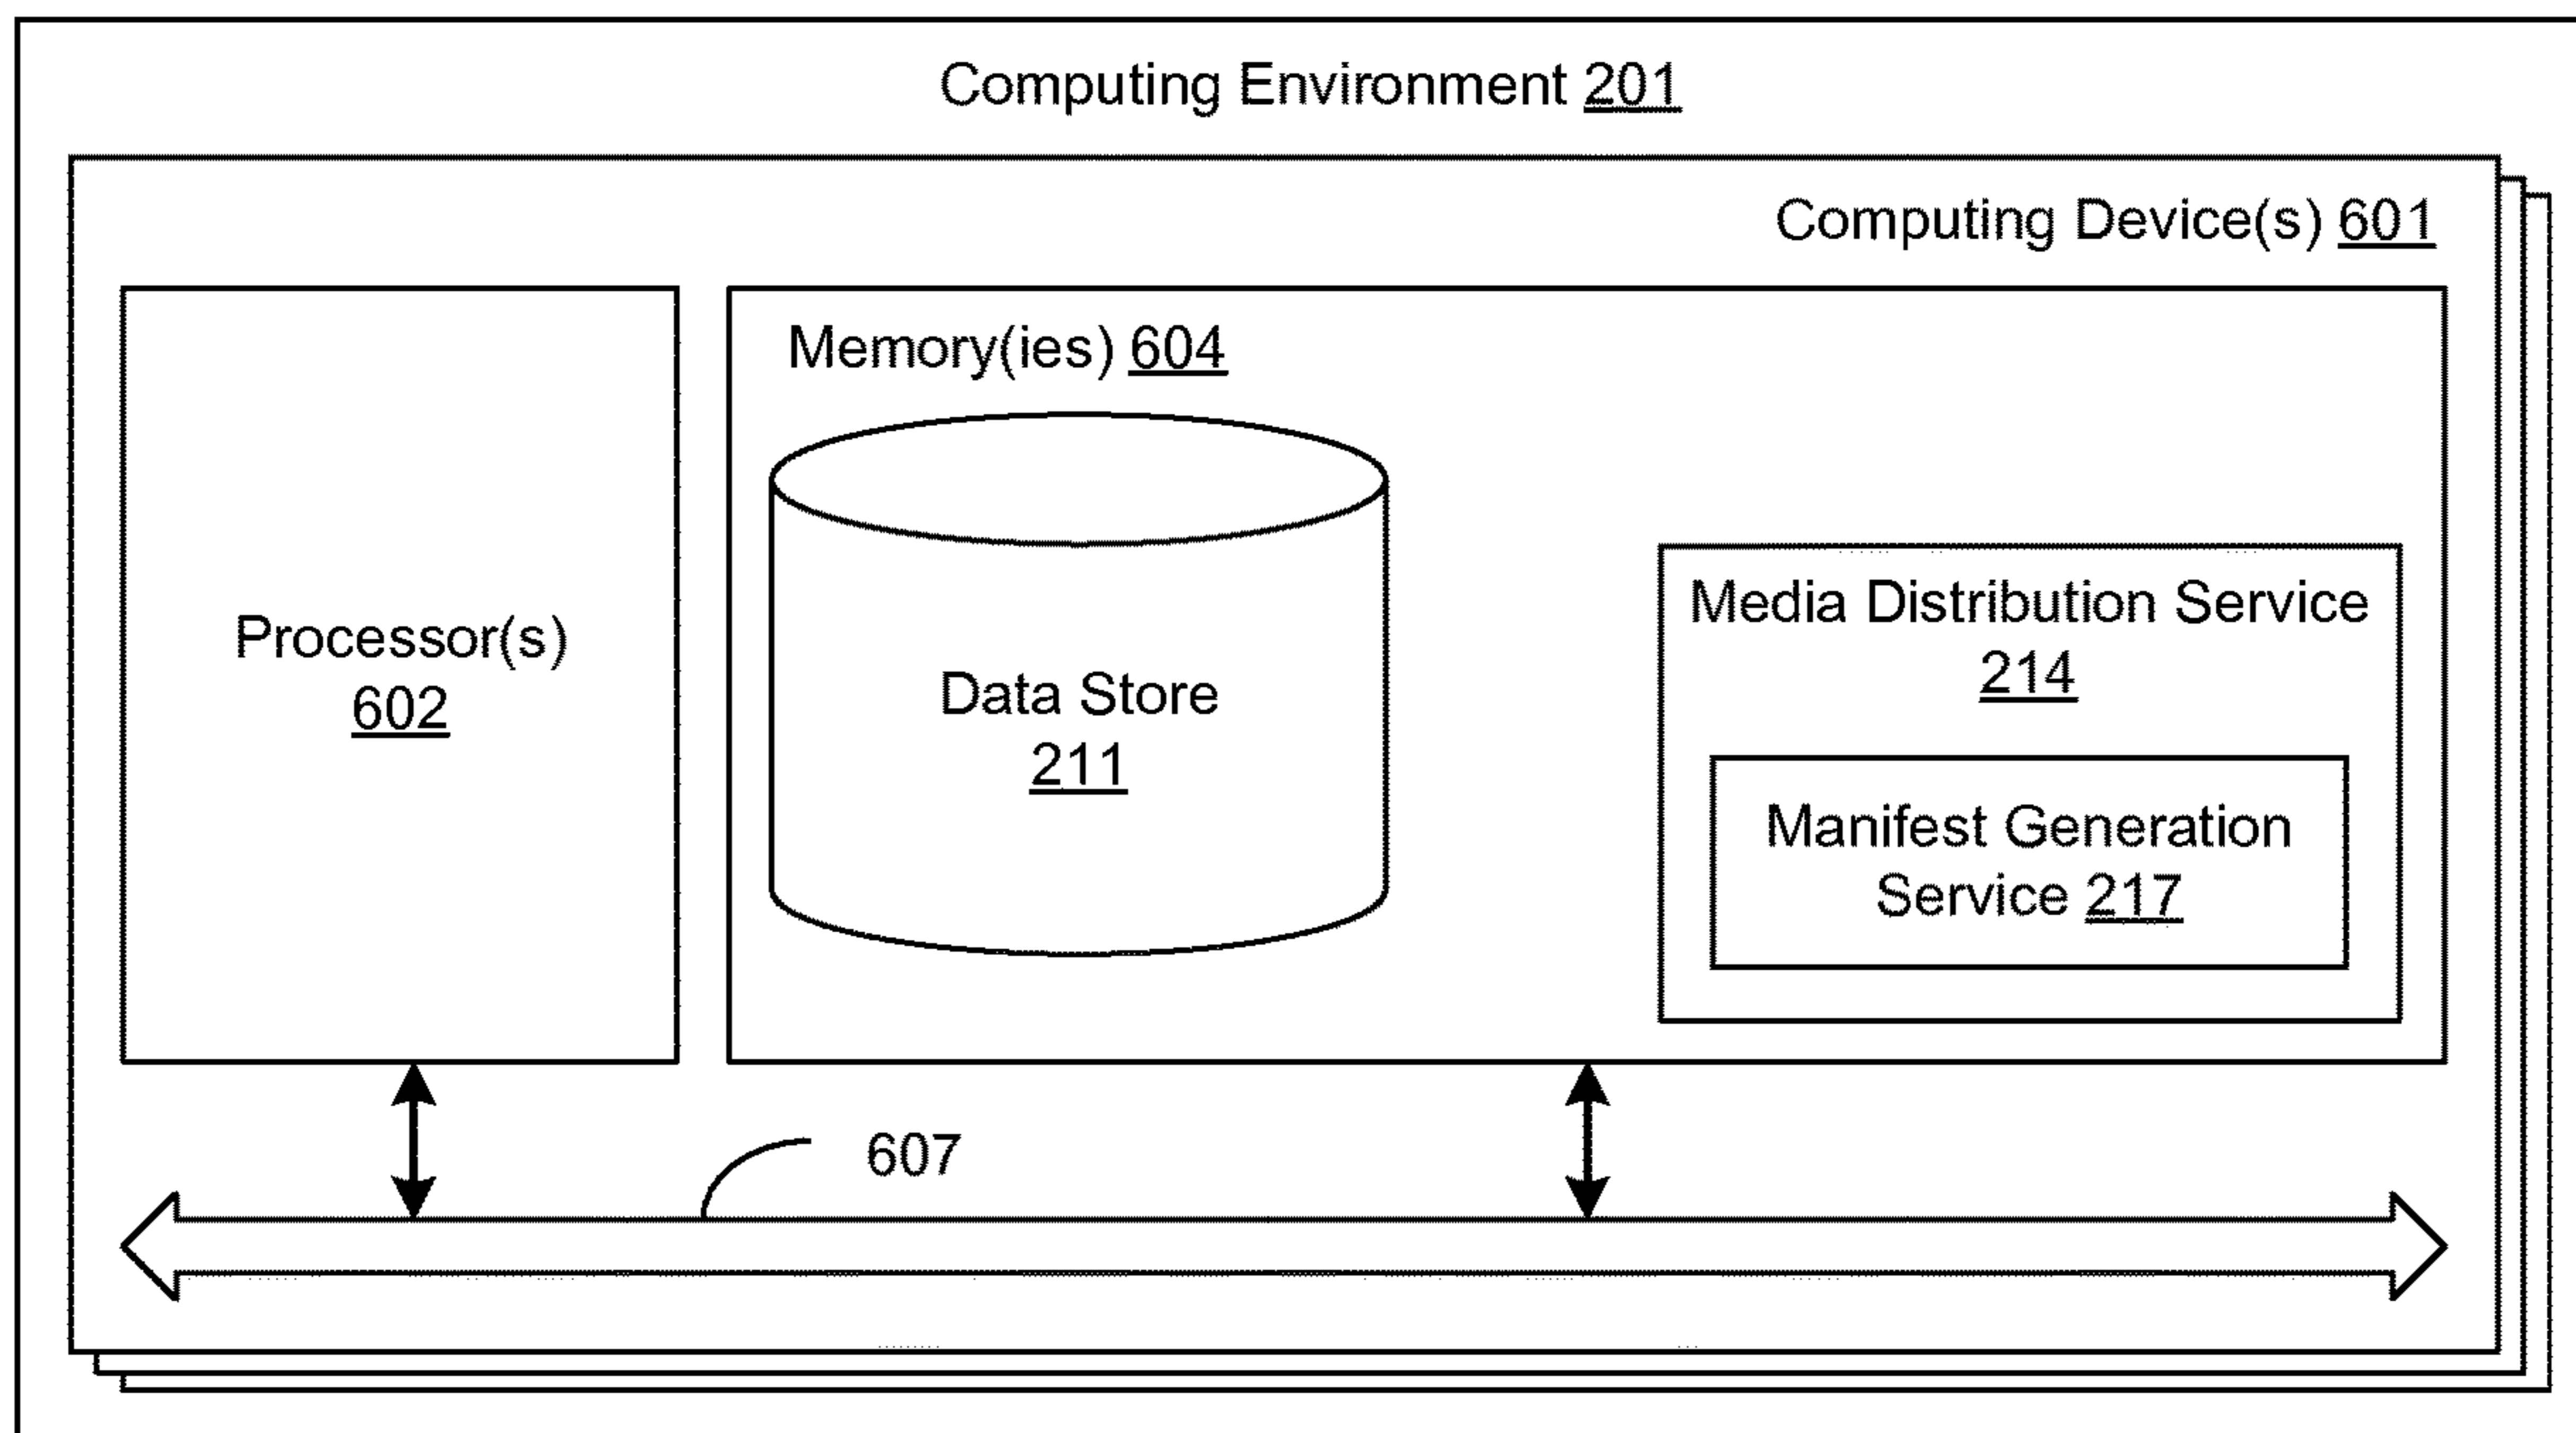 Computing Environment 201
Computing Device(s) 601
Memory(ies) 604
Processor(s)
602
Data Store
211
Media Distribution Service
214
Manifest Generation
Service 217
607